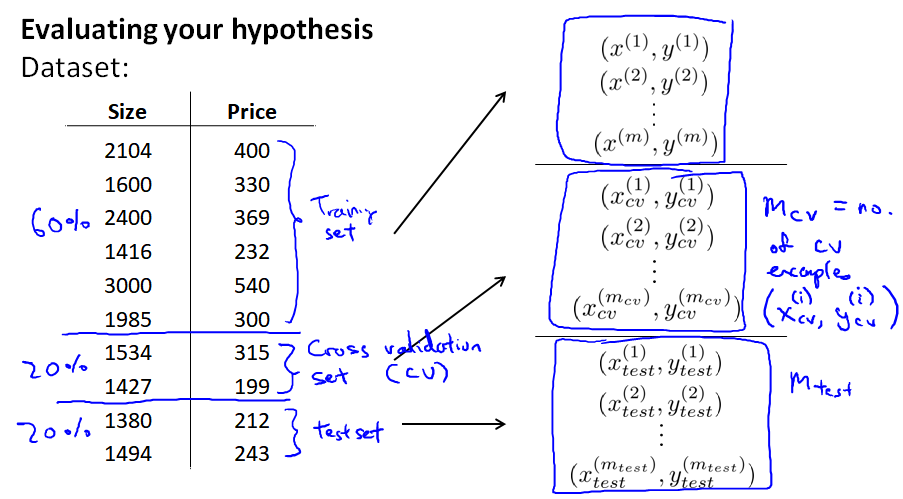 Evaluating your hypothesis
Dataset:
Size Price
2104 400
1600 330
2400 369
1416 232
3000 540
1985 300
1534 315
1427 199
1380 212
1494 243
60%
20%
20%
Training
set
Cross validation
set (CV)
test set
(x^{(1)}, y^{(1)})
(x^{(2)}, y^{(2)})
⋮
(x^{(m)}, y^{(m)})
(x_{cv}^{(1)}, y_{cv}^{(1)})
(x_{cv}^{(2)}, y_{cv}^{(2)})
⋮
(x_{cv}^{(m_{cv})}, y_{cv}^{(m_{cv})})
m_{cv} = no.
of CV
examples
(x_{cv}^{(i)}, y_{cv}^{(i)})
(x_{test}^{(1)}, y_{test}^{(1)})
(x_{test}^{(2)}, y_{test}^{(2)})
⋮
(x_{test}^{(m_{test})}, y_{test}^{(m_{test})})
m_{test}